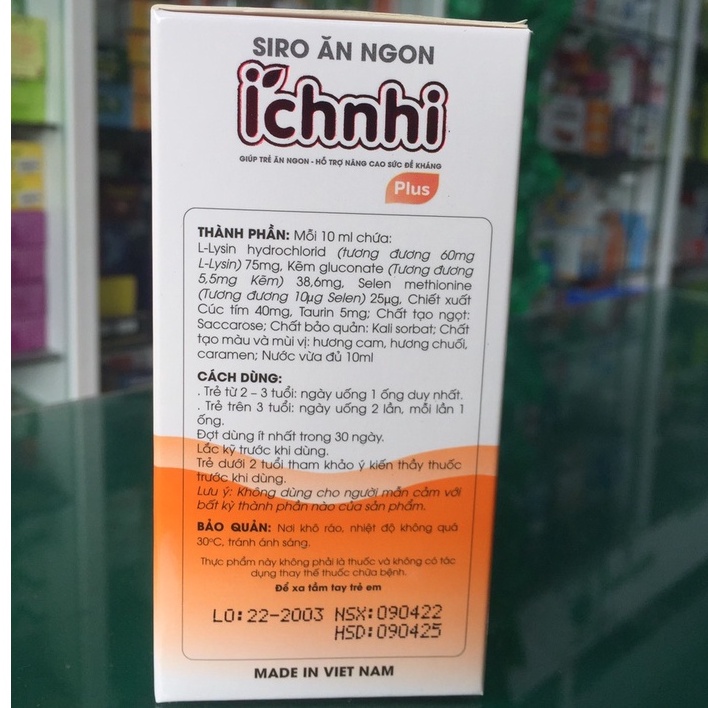 SIRO ĂN NGON
ichnhi
GIÚP TRẺ ĂN NGON - HỖ TRỢ NÂNG CAO SỨC ĐỀ KHÁNG
Plus
THÀNH PHẦN: Mỗi 10 ml chứa:
L-Lysin hydrochlorid (tương đương 60mg
L-Lysin) 75mg, Kẽm gluconate (Tương đương
5,5mg Kẽm) 38,6mg, Selen methionine
(Tương đương 10µg Selen) 25µg, Chiết xuất
Cúc tím 40mg, Taurin 5mg; Chất tạo ngọt:
Saccarose; Chất bảo quản: Kali sorbat; Chất
tạo màu và mùi vị: hương cam, hương chuối,
caramen; Nước vừa đủ 10ml
CÁCH DÙNG:
. Trẻ từ 2 – 3 tuổi: ngày uống 1 ống duy nhất.
. Trẻ trên 3 tuổi: ngày uống 2 lần, mỗi lần 1
ống.
Đợt dùng ít nhất trong 30 ngày.
Lắc kỹ trước khi dùng.
Trẻ dưới 2 tuổi tham khảo ý kiến thầy thuốc
trước khi dùng.
Lưu ý: Không dùng cho người mẫn cảm với
bất kỳ thành phần nào của sản phẩm.
BẢO QUẢN: Nơi khô ráo, nhiệt độ không quá
30°C, tránh ánh sáng.
Thực phẩm này không phải là thuốc và không có tác
dụng thay thế thuốc chữa bệnh.
Để xa tầm tay trẻ em
LÔ:22-2003 NSX:090422
HSD:090425
MADE IN VIET NAM